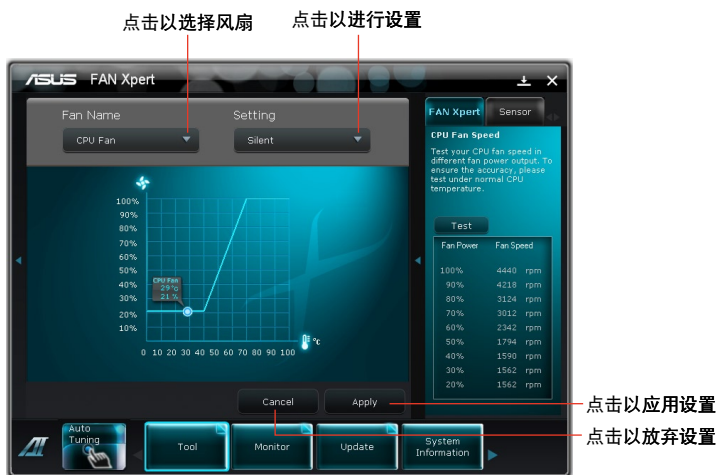 点击以选择风扇 点击以进行设置
ASUS FAN Xpert
Fan Name Setting
CPU Fan Silent
100%
90%
80%
70%
60%
50%
40%
30%
20%
10%
CPU Fan
29°c
21 %
0 10 20 30 40 50 60 70 80 90 100
°c
Cancel Apply
FAN Xpert Sensor
CPU Fan Speed
Test your CPU fan speed in
different fan power output. To
ensure the accuracy, please
test under normal CPU
temperature.
Test
Fan Power Fan Speed
100% 4440 rpm
90% 4218 rpm
80% 3124 rpm
70% 3012 rpm
60% 2342 rpm
50% 1794 rpm
40% 1590 rpm
30% 1562 rpm
20% 1562 rpm
点击以应用设置
点击以放弃设置
AI
Auto
Tuning
Tool Monitor Update
System
Information